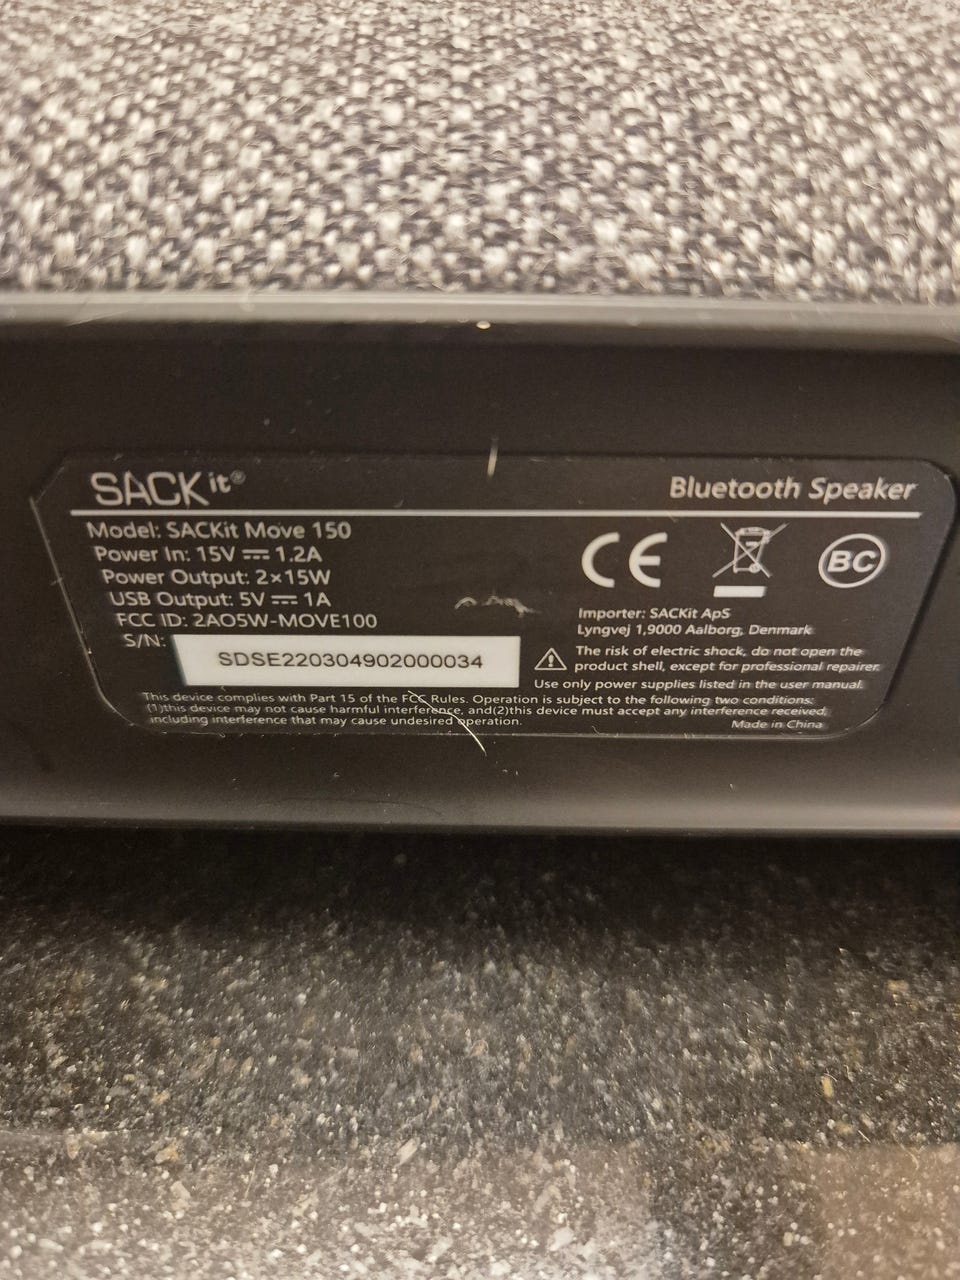 SACKit®
Bluetooth Speaker
Model: SACKit Move 150
Power In: 15V ⎓ 1.2A
Power Output: 2×15W
USB Output: 5V ⎓ 1A
FCC ID: 2AO5W-MOVE100
S/N: SDSE220304902000034
CE
BC
Importer: SACKit ApS
Lyngvej 1,9000 Aalborg, Denmark
The risk of electric shock, do not open the
product shell, except for professional repairer.
Use only power supplies listed in the user manual.
This device complies with Part 15 of the FCC Rules. Operation is subject to the following two conditions:
(1)this device may not cause harmful interference, and(2)this device must accept any interference received,
including interference that may cause undesired operation.
Made in China